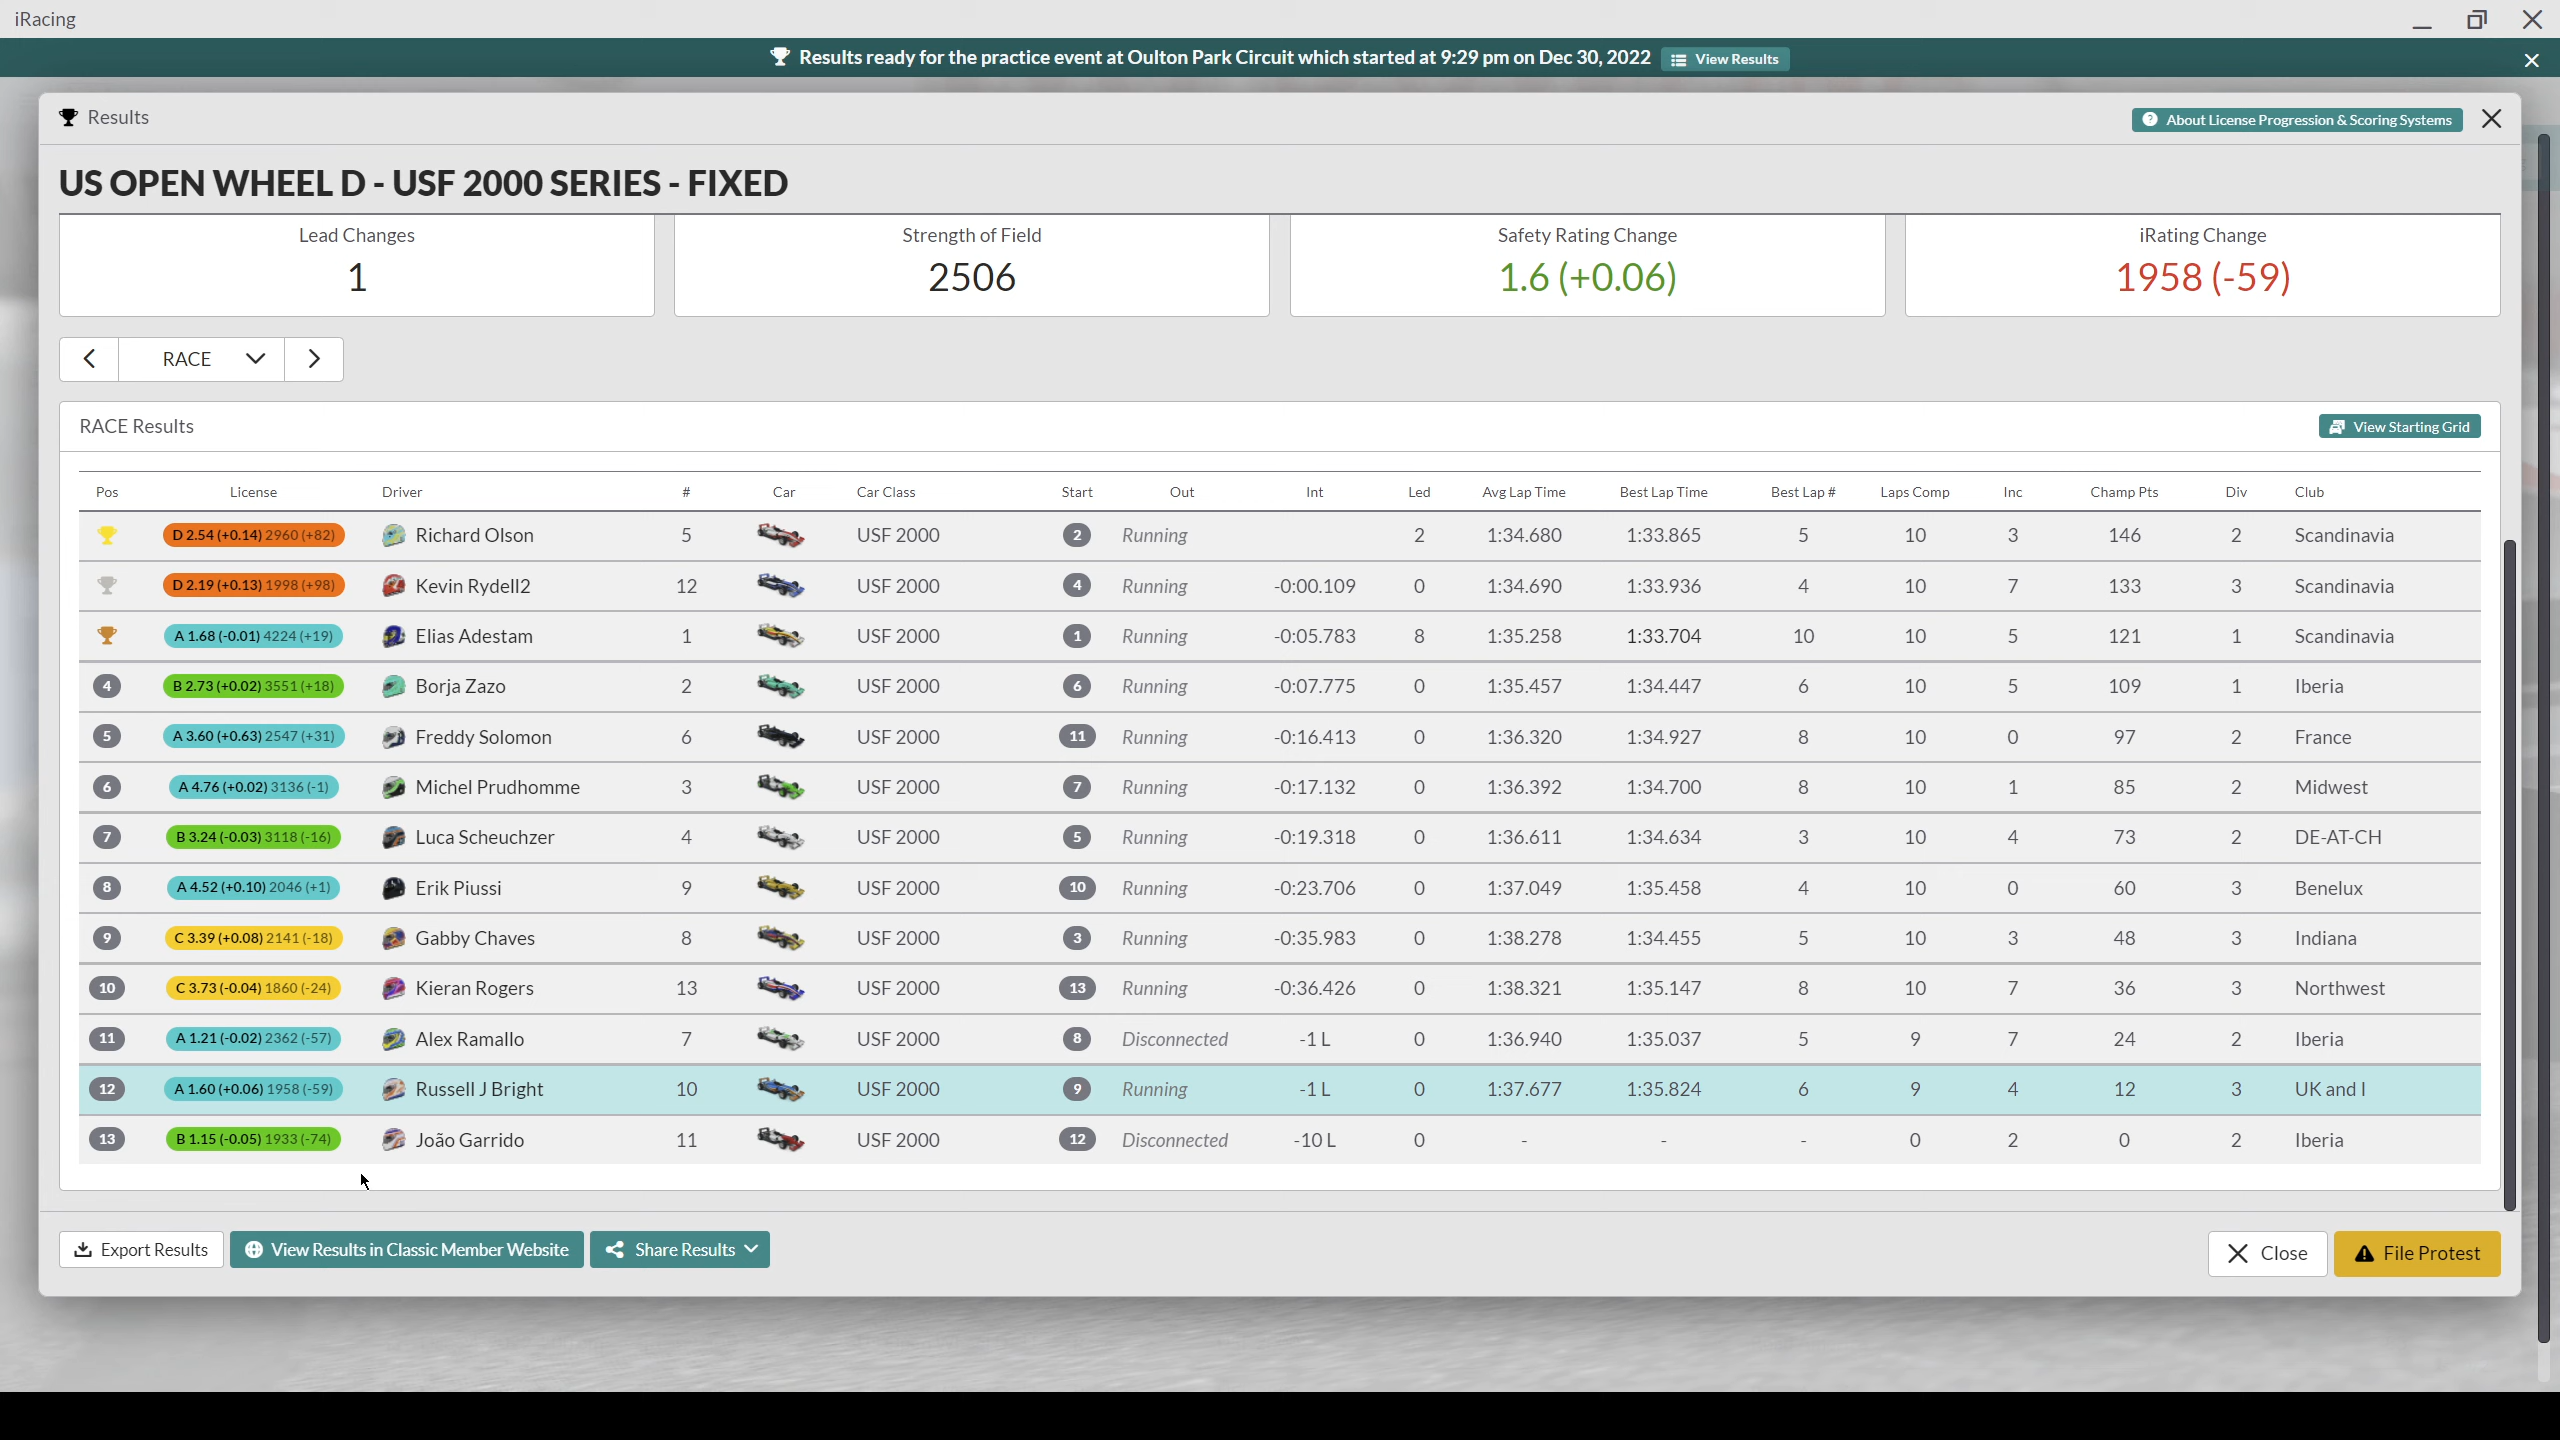 iRacing
Results ready for the practice event at Oulton Park Circuit which started at 9:29 pm on Dec 30, 2022 View Results
Results About License Progression & Scoring Systems
US OPEN WHEEL D - USF 2000 SERIES - FIXED
Lead Changes Strength of Field Safety Rating Change iRating Change
1 2506 1.6 (+0.06) 1958 (-59)
RACE
RACE Results View Starting Grid
Pos License Driver # Car Car Class Start Out Int Led Avg Lap Time Best Lap Time Best Lap # Laps Comp Inc Champ Pts Div Club
D 2.54 (+0.14) 2960 (+82) Richard Olson 5 USF 2000 2 Running 2 1:34.680 1:33.865 5 10 3 146 2 Scandinavia
D 2.19 (+0.13) 1998 (+98) Kevin Rydell2 12 USF 2000 4 Running -0:00.109 0 1:34.690 1:33.936 4 10 7 133 3 Scandinavia
A 1.68 (-0.01) 4224 (+19) Elias Adestam 1 USF 2000 1 Running -0:05.783 8 1:35.258 1:33.704 10 10 5 121 1 Scandinavia
4 B 2.73 (+0.02) 3551 (+18) Borja Zazo 2 USF 2000 6 Running -0:07.775 0 1:35.457 1:34.447 6 10 5 109 1 Iberia
5 A 3.60 (+0.63) 2547 (+31) Freddy Solomon 6 USF 2000 11 Running -0:16.413 0 1:36.320 1:34.927 8 10 0 97 2 France
6 A 4.76 (+0.02) 3136 (-1) Michel Prudhomme 3 USF 2000 7 Running -0:17.132 0 1:36.392 1:34.700 8 10 1 85 2 Midwest
7 B 3.24 (-0.03) 3118 (-16) Luca Scheuchzer 4 USF 2000 5 Running -0:19.318 0 1:36.611 1:34.634 3 10 4 73 2 DE-AT-CH
8 A 4.52 (+0.10) 2046 (+1) Erik Piussi 9 USF 2000 10 Running -0:23.706 0 1:37.049 1:35.458 4 10 0 60 3 Benelux
9 C 3.39 (+0.08) 2141 (-18) Gabby Chaves 8 USF 2000 3 Running -0:35.983 0 1:38.278 1:34.455 5 10 3 48 3 Indiana
10 C 3.73 (-0.04) 1860 (-24) Kieran Rogers 13 USF 2000 13 Running -0:36.426 0 1:38.321 1:35.147 8 10 7 36 3 Northwest
11 A 1.21 (-0.02) 2362 (-57) Alex Ramallo 7 USF 2000 8 Disconnected -1 L 0 1:36.940 1:35.037 5 9 7 24 2 Iberia
12 A 1.60 (+0.06) 1958 (-59) Russell J Bright 10 USF 2000 9 Running -1 L 0 1:37.677 1:35.824 6 9 4 12 3 UK and I
13 B 1.15 (-0.05) 1933 (-74) João Garrido 11 USF 2000 12 Disconnected -10 L 0 - - - 0 2 0 2 Iberia
Export Results View Results in Classic Member Website Share Results Close File Protest